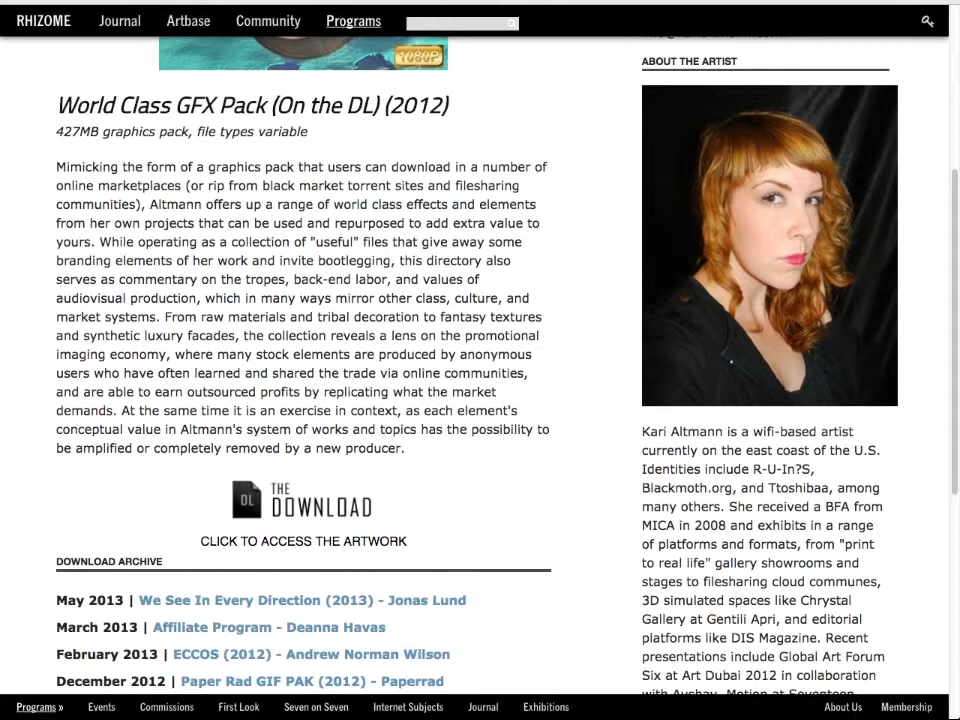 RHIZOME Journal Artbase Community Programs
1080P
World Class GFX Pack (On the DL) (2012)
427MB graphics pack, file types variable
Mimicking the form of a graphics pack that users can download in a number of
online marketplaces (or rip from black market torrent sites and filesharing
communities), Altmann offers up a range of world class effects and elements
from her own projects that can be used and repurposed to add extra value to
yours. While operating as a collection of "useful" files that give away some
branding elements of her work and invite bootlegging, this directory also
serves as commentary on the tropes, back-end labor, and values of
audiovisual production, which in many ways mirror other class, culture, and
market systems. From raw materials and tribal decoration to fantasy textures
and synthetic luxury facades, the collection reveals a lens on the promotional
imaging economy, where many stock elements are produced by anonymous
users who have often learned and shared the trade via online communities,
and are able to earn outsourced profits by replicating what the market
demands. At the same time it is an exercise in context, as each element's
conceptual value in Altmann's system of works and topics has the possibility to
be amplified or completely removed by a new producer.
DL THE DOWNLOAD
CLICK TO ACCESS THE ARTWORK
DOWNLOAD ARCHIVE
May 2013 | We See In Every Direction (2013) - Jonas Lund
March 2013 | Affiliate Program - Deanna Havas
February 2013 | ECCOS (2012) - Andrew Norman Wilson
December 2012 | Paper Rad GIF PAK (2012) - Paperrad
ABOUT THE ARTIST
Kari Altmann is a wifi-based artist
currently on the east coast of the U.S.
Identities include R-U-In?S,
Blackmoth.org, and Ttoshibaa, among
many others. She received a BFA from
MICA in 2008 and exhibits in a range
of platforms and formats, from "print
to real life" gallery showrooms and
stages to filesharing cloud communes,
3D simulated spaces like Chrystal
Gallery at Gentili Apri, and editorial
platforms like DIS Magazine. Recent
presentations include Global Art Forum
Six at Art Dubai 2012 in collaboration
with Ayshay, Motion at Seventeen
Programs » Events Commissions First Look Seven on Seven Internet Subjects Journal Exhibitions About Us Membership